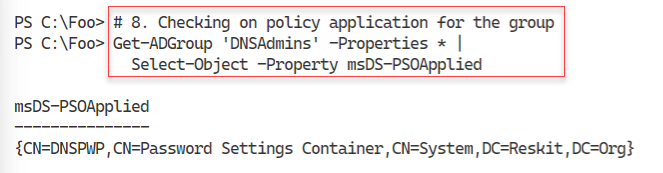 PS C:\Foo> # 8. Checking on policy application for the group
PS C:\Foo> Get-ADGroup 'DNSAdmins' -Properties * |
Select-Object -Property msDS-PSOApplied
msDS-PSOApplied
---------------
{CN=DNSPWP,CN=Password Settings Container,CN=System,DC=Reskit,DC=Org}